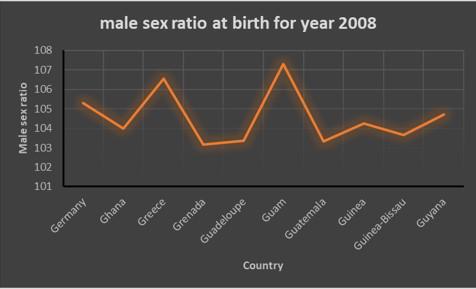 male sex ratio at birth for year 2008
108
107
106
105
104
103
102
101
Male sex ratio
Germany
Ghana
Greece
Grenada
Guadeloupe
Guam
Guatemala
Guinea
Guinea-Bissau
Guyana
Country